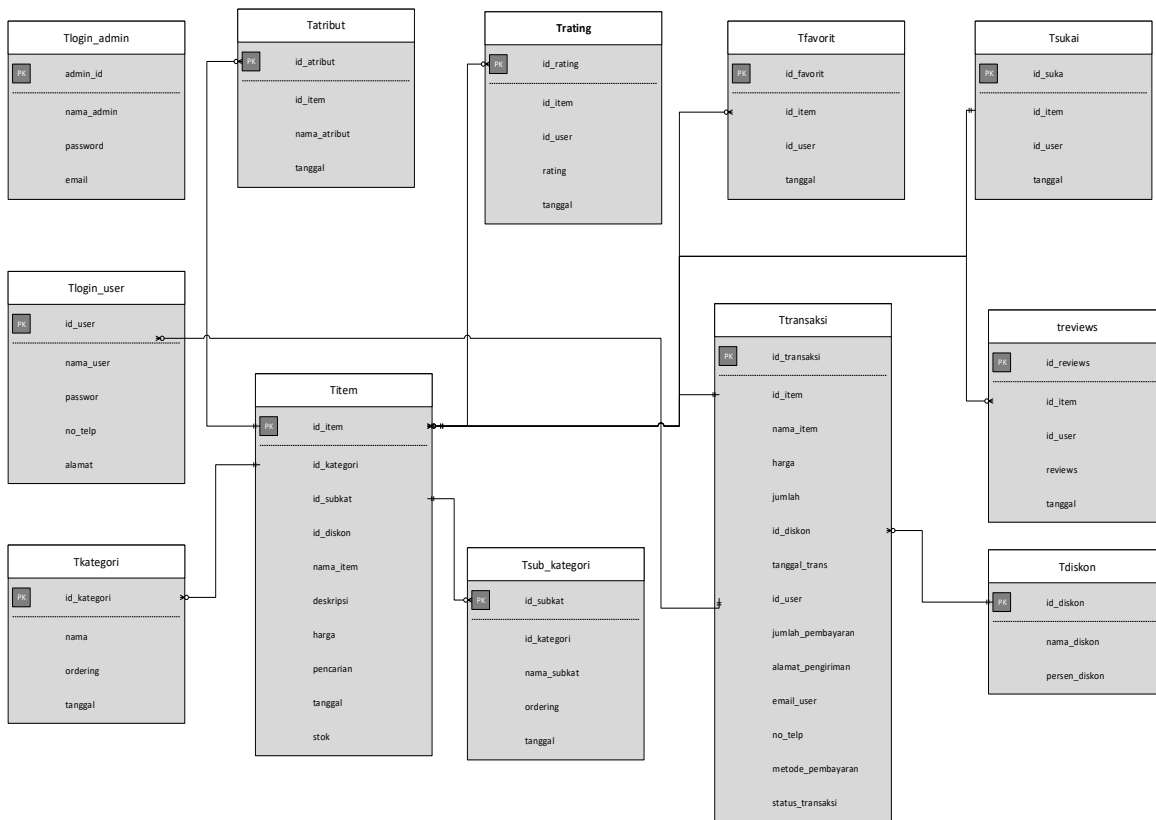 Tlogin_admin
PK
admin_id
nama_admin
password
email
Tatribut
PK
id_atribut
id_item
nama_atribut
tanggal
Trating
PK
id_rating
id_item
id_user
rating
tanggal
Tfavorit
PK
id_favorit
id_item
id_user
tanggal
Tsukai
PK
id_suka
id_item
id_user
tanggal
Tlogin_user
PK
id_user
nama_user
passwor
no_telp
alamat
Titem
PK
id_item
id_kategori
id_subkat
id_diskon
nama_item
deskripsi
harga
pencarian
tanggal
stok
Ttransaksi
PK
id_transaksi
id_item
nama_item
harga
jumlah
id_diskon
tanggal_trans
id_user
jumlah_pembayaran
alamat_pengiriman
email_user
no_telp
metode_pembayaran
status_transaksi
treviews
PK
id_reviews
id_item
id_user
reviews
tanggal
Tkategori
PK
id_kategori
nama
ordering
tanggal
Tsub_kategori
PK
id_subkat
id_kategori
nama_subkat
ordering
tanggal
Tdiskon
PK
id_diskon
nama_diskon
persen_diskon